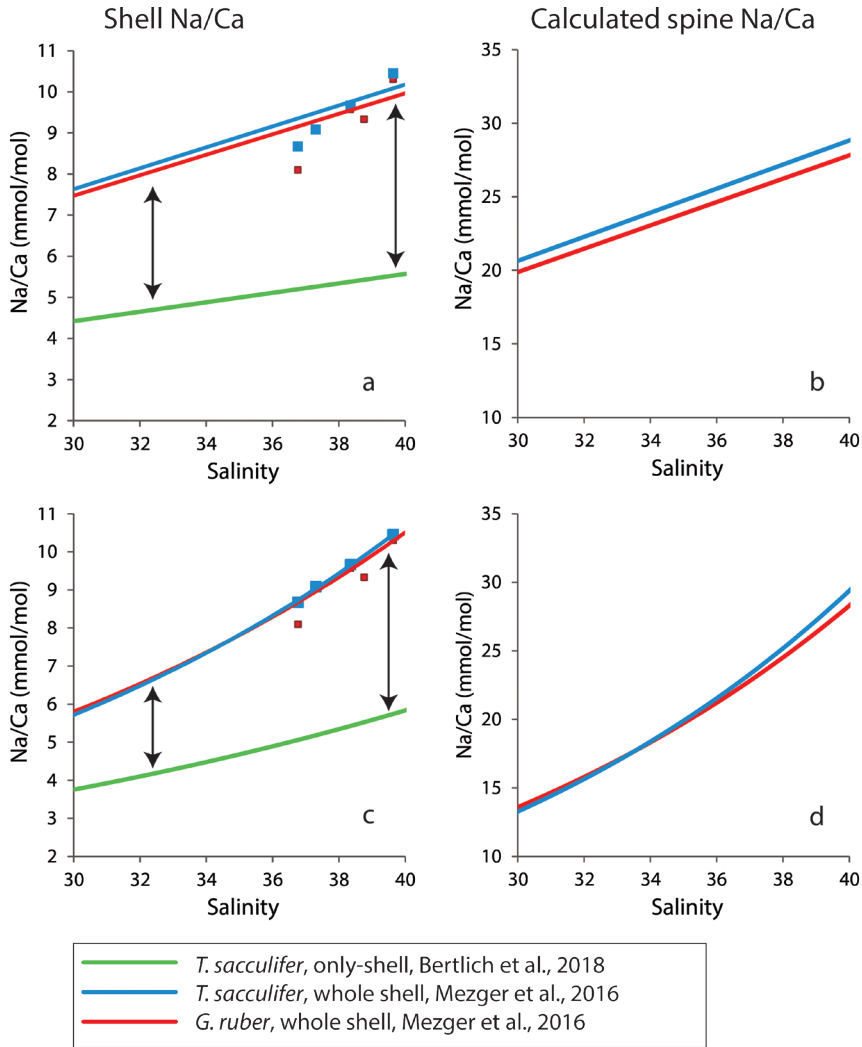 Shell Na/Ca
Calculated spine Na/Ca
Na/Ca (mmol/mol)
11
10
9
8
7
6
5
4
3
2
a
30 32 34 36 38 40
Salinity
Na/Ca (mmol/mol)
35
30
25
20
15
10
b
30 32 34 36 38 40
Salinity
Na/Ca (mmol/mol)
11
10
9
8
7
6
5
4
3
2
c
30 32 34 36 38 40
Salinity
Na/Ca (mmol/mol)
35
30
25
20
15
10
d
30 32 34 36 38 40
Salinity
T. sacculifer, only-shell, Bertlich et al., 2018
T. sacculifer, whole shell, Mezger et al., 2016
G. ruber, whole shell, Mezger et al., 2016